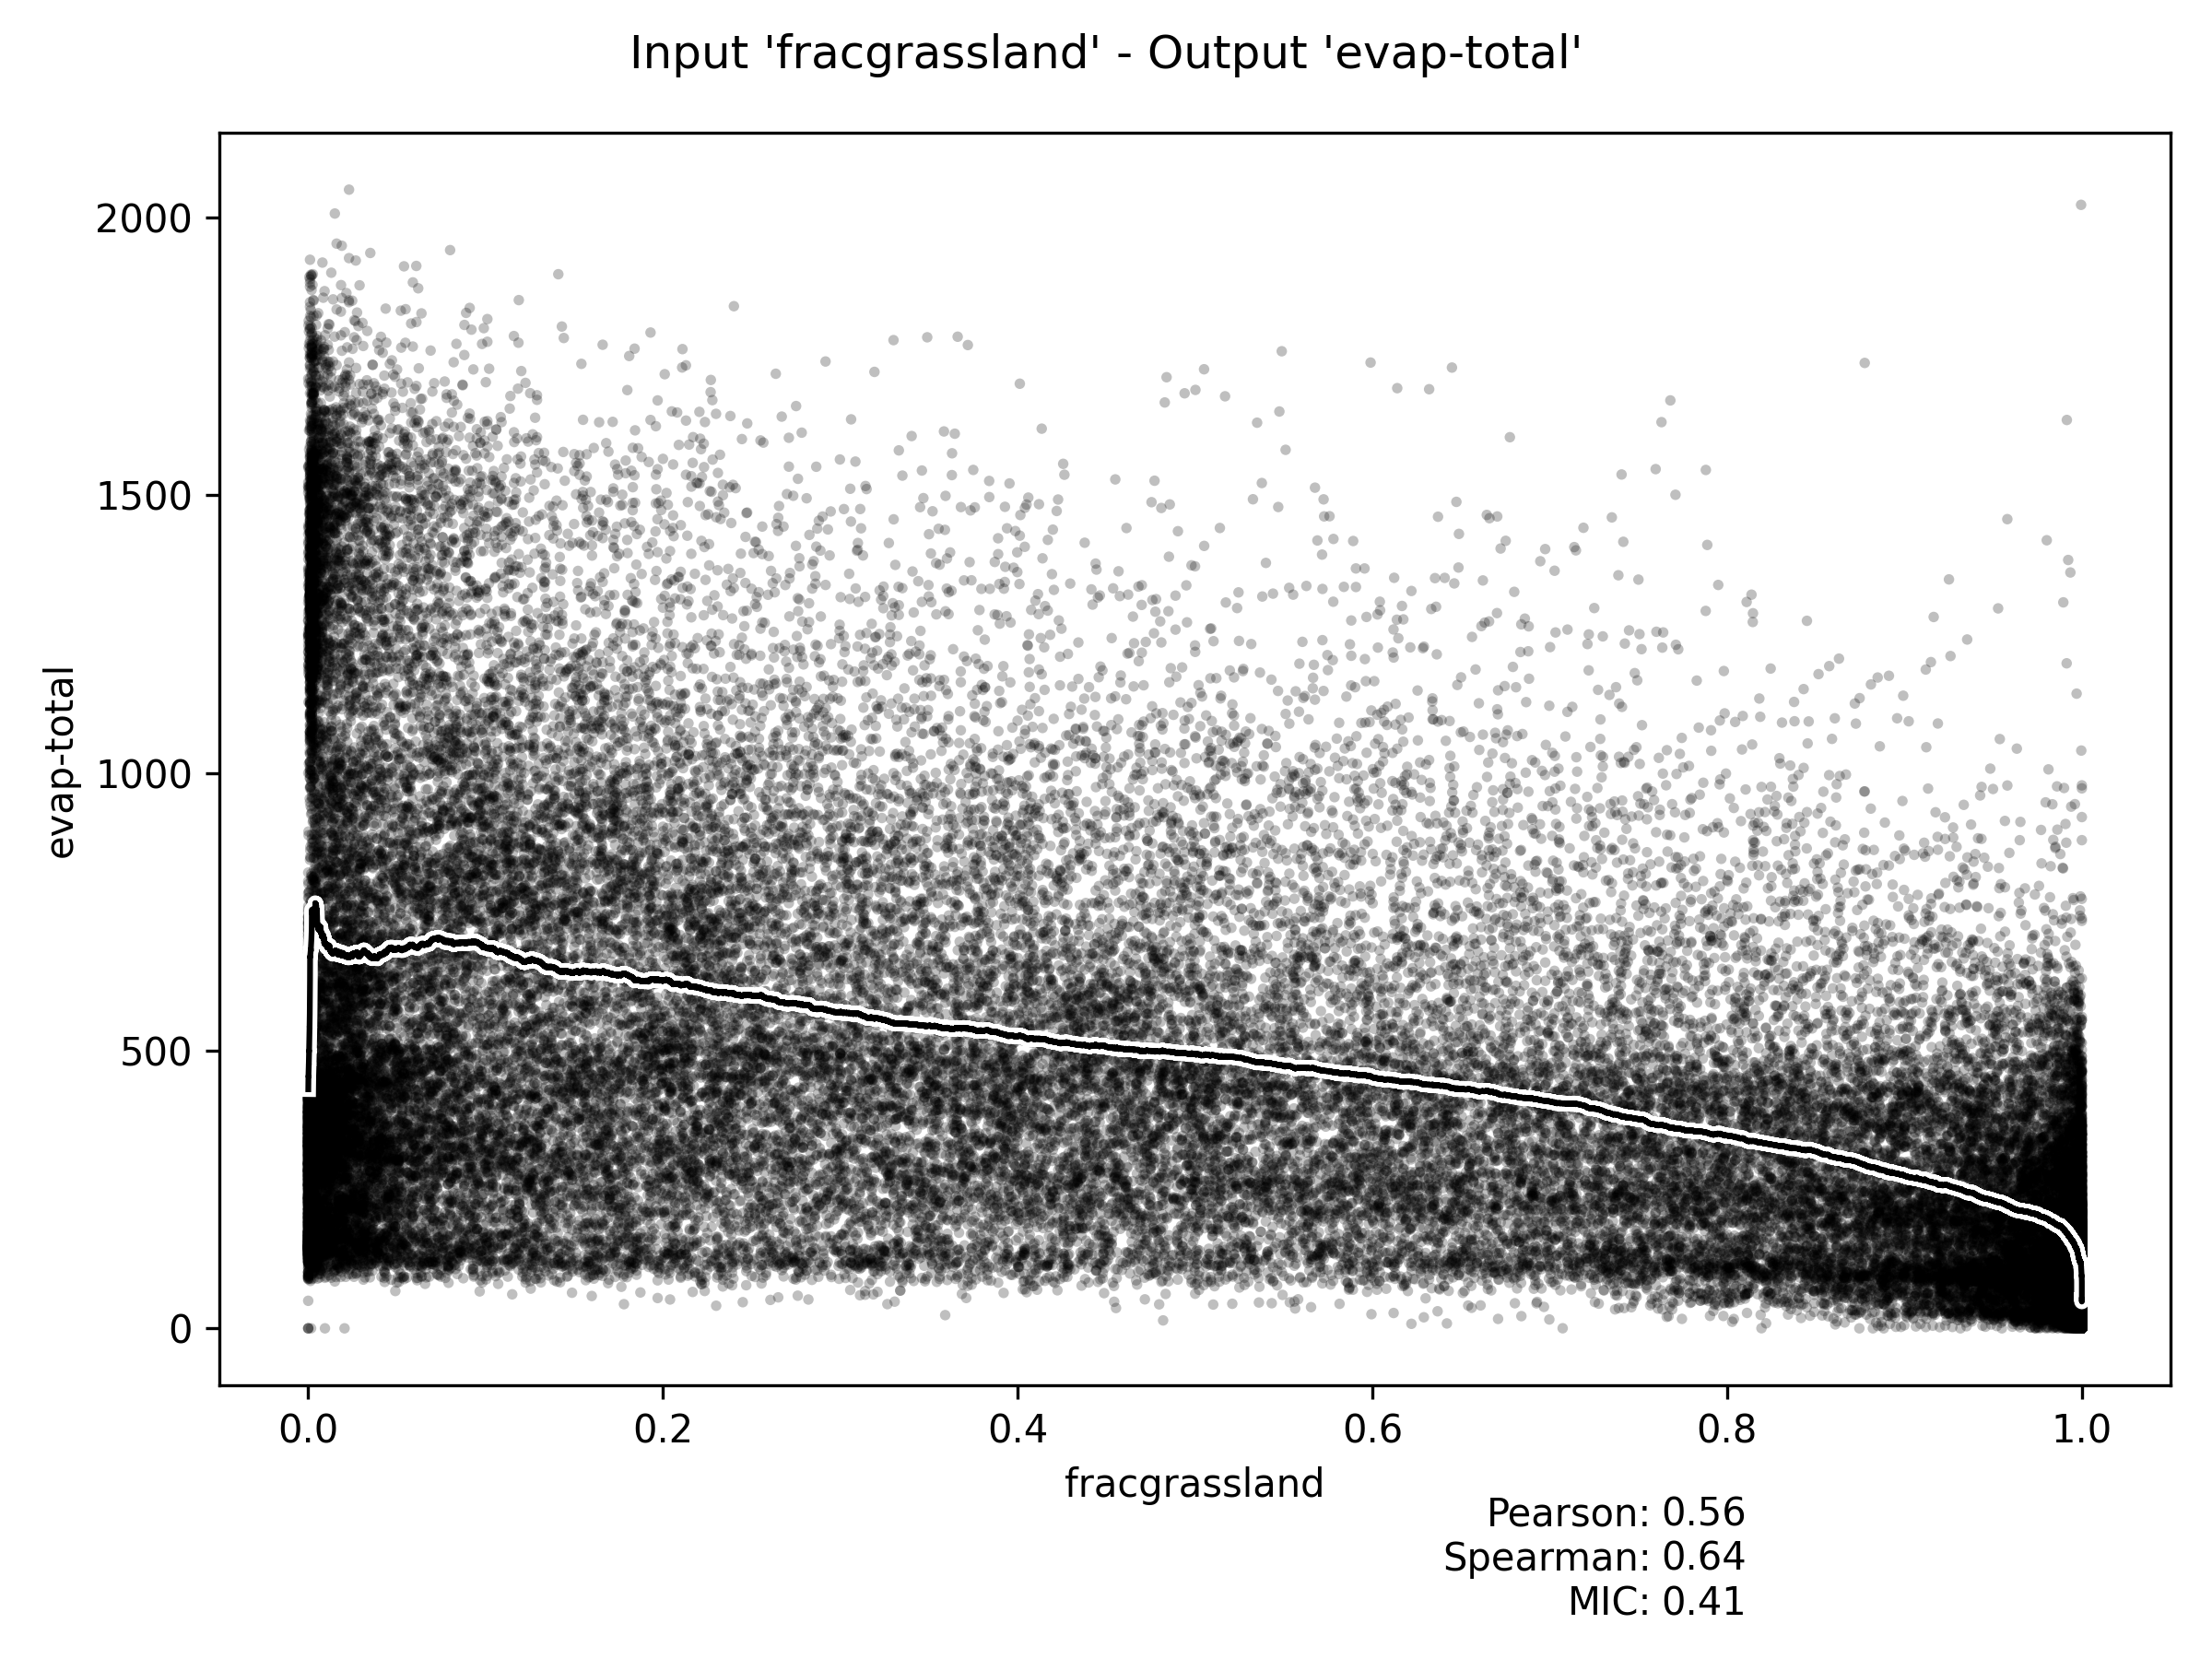 Input 'fracgrassland' - Output 'evap-total'
2000
1500
1000
500
0
evap-total
0.0 0.2 0.4 0.6 0.8 1.0
fracgrassland
Pearson: 0.56
Spearman: 0.64
MIC: 0.41